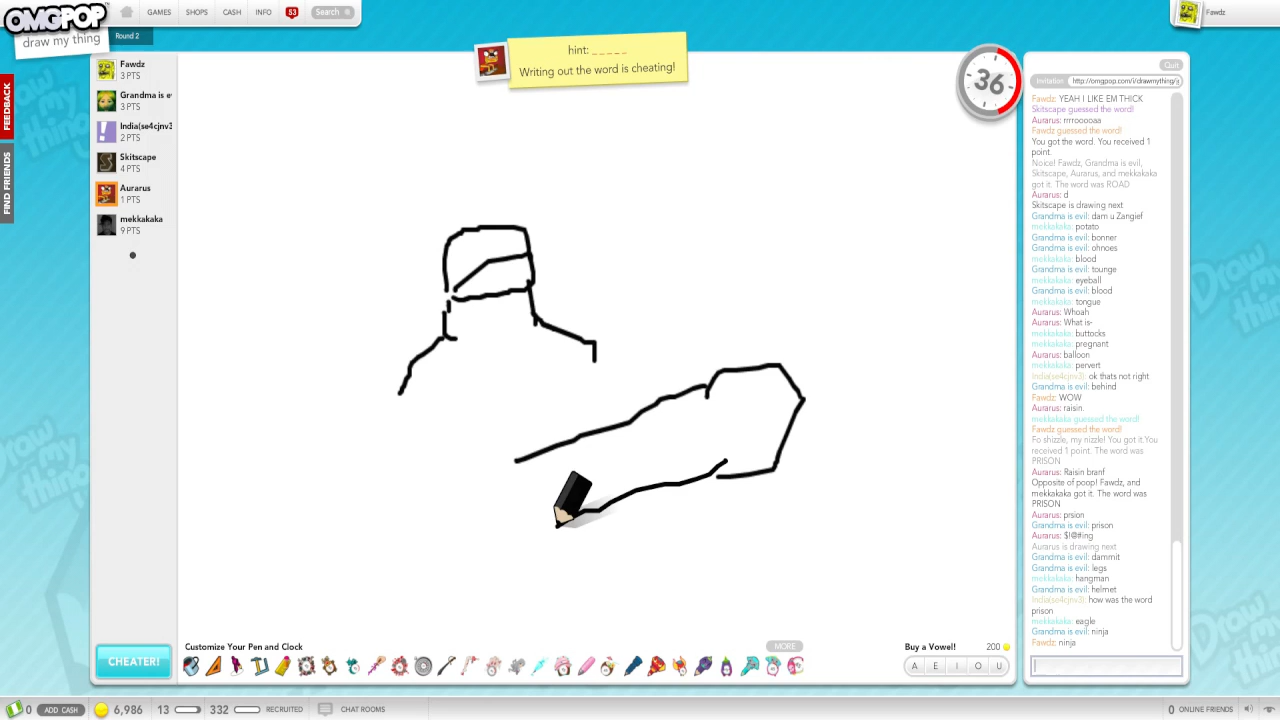 OMGPOP
GAMES
SHOPS
CASH
INFO
53
Search
Fawdz
draw my thing
Round 2
FEEDBACK
FIND FRIENDS
Fawdz
3 PTS
Grandma is e
3 PTS
India(se4cjnv3
2 PTS
Skitscape
4 PTS
Aurarus
1 PTS
mekkakaka
9 PTS
CHEATER!
hint: _ _ _ _ _
Writing out the word is cheating!
36
Customize Your Pen and Clock
MORE
Buy a Vowel!
200
A E I O U
Quit
Invitation
http://omgpop.com/i/drawmything/
Fawdz: YEAH I LIKE EM THICK
Skitscape guessed the word!
Aurarus: rrrrooooaa
Fawdz guessed the word!
You got the word. You received 1
point.
Noice! Fawdz, Grandma is evil,
Skitscape, Aurarus, and mekkakaka
got it. The word was ROAD
Aurarus: d
Skitscape is drawing next
Grandma is evil: dam u Zangief
mekkakaka: potato
Grandma is evil: bonner
Grandma is evil: ohnoes
mekkakaka: blood
Grandma is evil: tounge
mekkakaka: eyeball
Grandma is evil: blood
mekkakaka: tongue
Aurarus: Whoah
Aurarus: What is-
mekkakaka: buttocks
mekkakaka: pregnant
Aurarus: balloon
mekkakaka: pervert
India(se4cjnv3): ok thats not right
Grandma is evil: behind
Fawdz: WOW
Aurarus: raisin.
mekkakaka guessed the word!
Fawdz guessed the word!
Fo shizzle, my nizzle! You got it.You
received 1 point. The word was
PRISON
Aurarus: Raisin branf
Opposite of poop! Fawdz, and
mekkakaka got it. The word was
PRISON
Aurarus: prsion
Grandma is evil: prison
Aurarus: $!@#ing
Aurarus is drawing next
Grandma is evil: dammit
Grandma is evil: legs
mekkakaka: hangman
Grandma is evil: helmet
India(se4cjnv3): how was the word
prison
mekkakaka: eagle
Grandma is evil: ninja
Fawdz: ninja
0
ADD CASH
6,986
13
332
RECRUITED
CHAT ROOMS
0 ONLINE FRIENDS